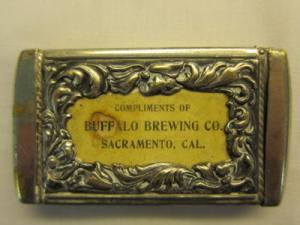 COMPLIMENTS OF
BUFFALO BREWING CO.
SACRAMENTO, CAL.